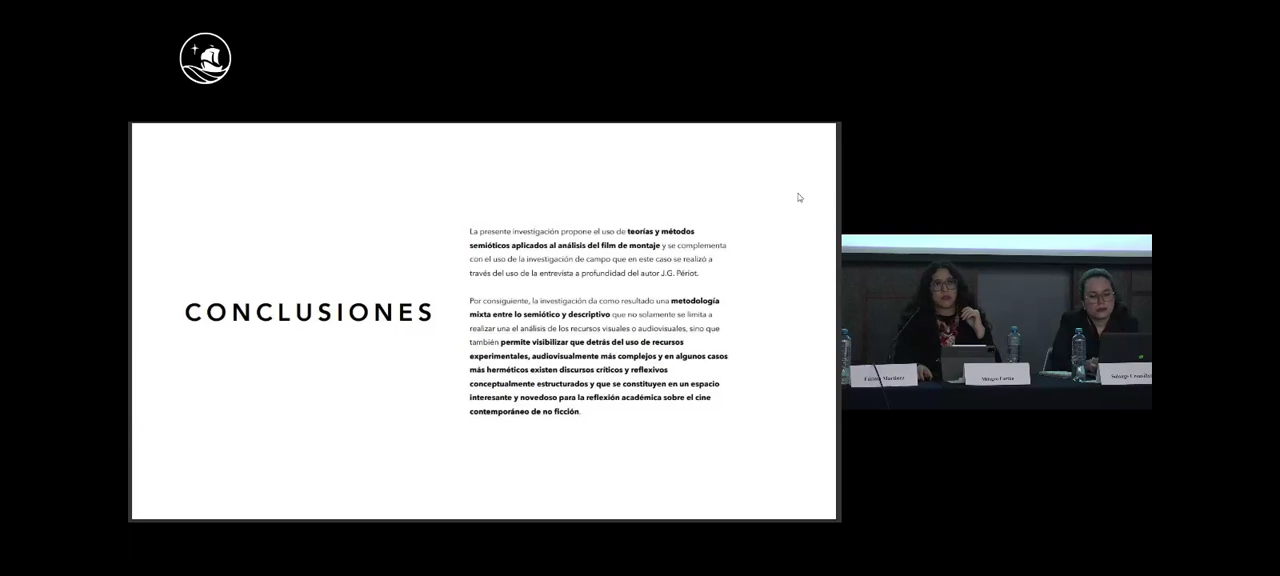 CONCLUSIONES
La presente investigación propone el uso de teorías y métodos
semióticos aplicados al análisis del film de montaje y se complementa
con el uso de la investigación de campo que en este caso se realizó a
través del uso de la entrevista a profundidad del autor J.G. Périot.
Por consiguiente, la investigación da como resultado una metodología
mixta entre lo semiótico y descriptivo que no solamente se limita a
realizar una el análisis de los recursos visuales o audiovisuales, sino que
también permite visibilizar que detrás del uso de recursos
experimentales, audiovisualmente más complejos y en algunos casos
más herméticos existen discursos críticos y reflexivos
conceptualmente estructurados y que se constituyen en un espacio
interesante y novedoso para la reflexión académica sobre el cine
contemporáneo de no ficción.
Martínez
Milagro Farfán